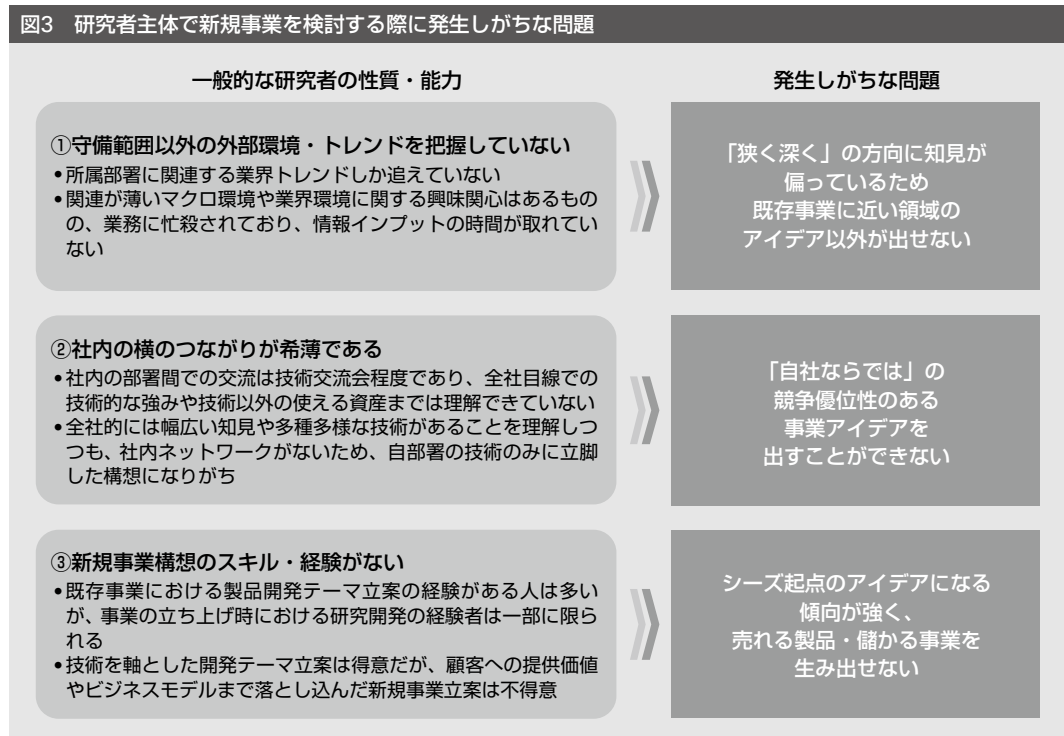 図3 研究者主体で新規事業を検討する際に発生しがちな問題
一般的な研究者の性質・能力
発生しがちな問題
①守備範囲以外の外部環境・トレンドを把握していない
•所属部署に関連する業界トレンドしか追えていない
•関連が薄いマクロ環境や業界環境に関する興味関心はあるもの
の、業務に忙殺されており、情報インプットの時間が取れてい
ない
「狭く深く」の方向に知見が
偏っているため
既存事業に近い領域の
アイデア以外が出せない
②社内の横のつながりが希薄である
•社内の部署間での交流は技術交流会程度であり、全社目線での
技術的な強みや技術以外の使える資産までは理解できていない
•全社的には幅広い知見や多種多様な技術があることを理解しつ
つも、社内ネットワークがないため、自部署の技術のみに立脚
した構想になりがち
「自社ならでは」の
競争優位性のある
事業アイデアを
出すことができない
③新規事業構想のスキル・経験がない
•既存事業における製品開発テーマ立案の経験がある人は多い
が、事業の立ち上げ時における研究開発の経験者は一部に限ら
れる
•技術を軸とした開発テーマ立案は得意だが、顧客への提供価値
やビジネスモデルまで落とし込んだ新規事業立案は不得意
シーズ起点のアイデアになる
傾向が強く、
売れる製品・儲かる事業を
生み出せない